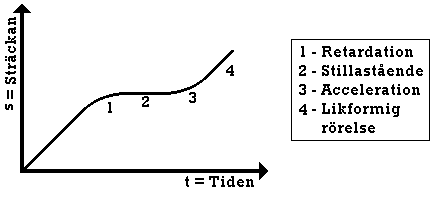 s = Sträckan
1
2
3
4
t = Tiden
1 - Retardation
2 - Stillastående
3 - Acceleration
4 - Likformig
rörelse